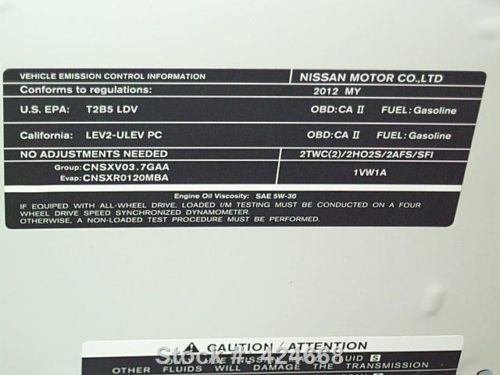 VEHICLE EMISSION CONTROL INFORMATION NISSAN MOTOR CO.,LTD
Conforms to regulations: 2012 MY
U.S. EPA: T2B5 LDV OBD:CA II FUEL: Gasoline
California: LEV2-ULEV PC OBD:CA II FUEL: Gasoline
NO ADJUSTMENTS NEEDED 2TWC(2)/2HO2S/2AFS/SFI
Group: CNSXV03.7GAA
Evap: CNSXR0120MBA 1VW1A
Engine Oil Viscosity: SAE 5W-30
IF EQUIPED WITH ALL-WHEEL DRIVE, LOADED I/M TESTING MUST BE CONDUCTED ON A FOUR
WHEEL DRIVE SPEED SYNCHRONIZED DYNAMOMETER.
OTHERWISE, A NON-LOADED TEST PROCEDURE MUST BE PERFORMED.
CAUTION / ATTENTION
Stock #: 424668
FLUID S
OTHER FLUIDS WILL DAMAGE THE TRANSMISSION